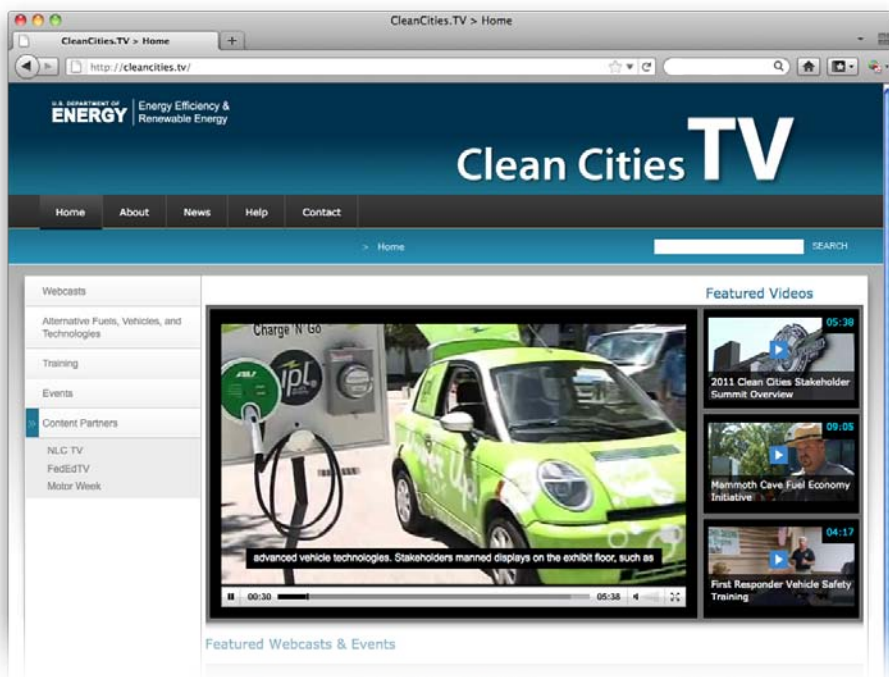 CleanCities.TV > Home
CleanCities.TV > Home
http://cleancities.tv/
U.S. DEPARTMENT OF
ENERGY
Energy Efficiency &
Renewable Energy
Clean Cities TV
Home About News Help Contact
> Home
SEARCH
Webcasts
Alternative Fuels, Vehicles, and
Technologies
Training
Events
» Content Partners
NLC TV
FedEdTV
Motor Week
Charge 'N Go
ipl
advanced vehicle technologies. Stakeholders manned displays on the exhibit floor, such as
00:30 05:38
Featured Videos
05:38
2011 Clean Cities Stakeholder
Summit Overview
09:05
Mammoth Cave Fuel Economy
Initiative
04:17
First Responder Vehicle Safety
Training
Featured Webcasts & Events